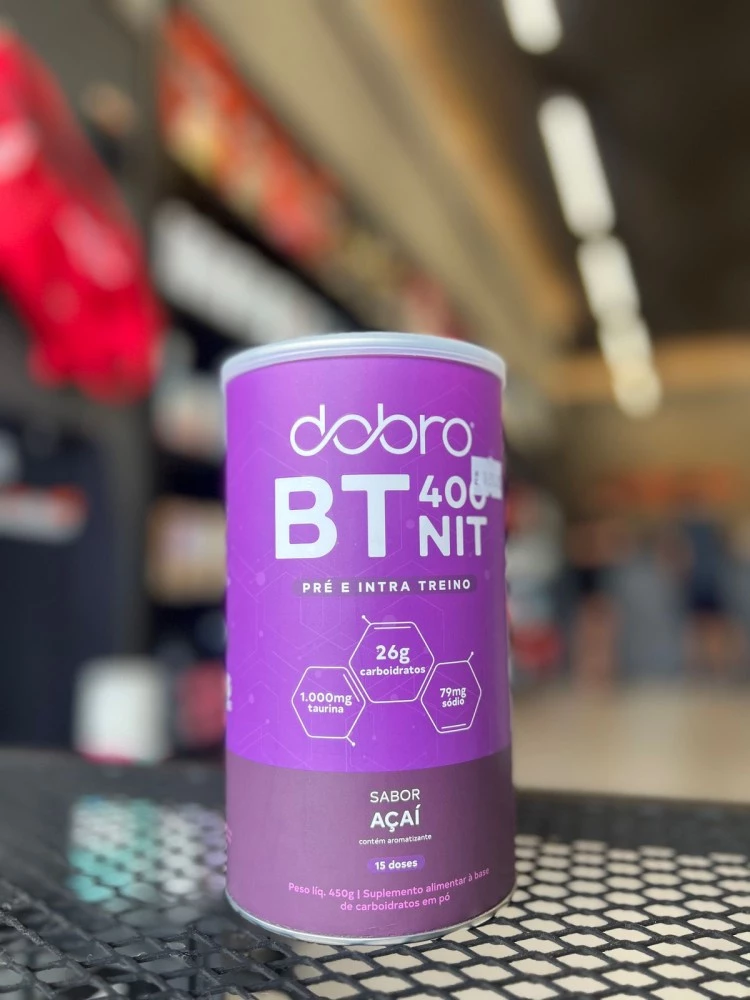 dobro
BT 400
NIT
PRÉ E INTRA TREINO
26g
carboidratos
1.000mg
taurina
79mg
sódio
SABOR
AÇAÍ
contém aromatizante
15 doses
Peso líq. 450g | Suplemento alimentar à base
de carboidratos em pó